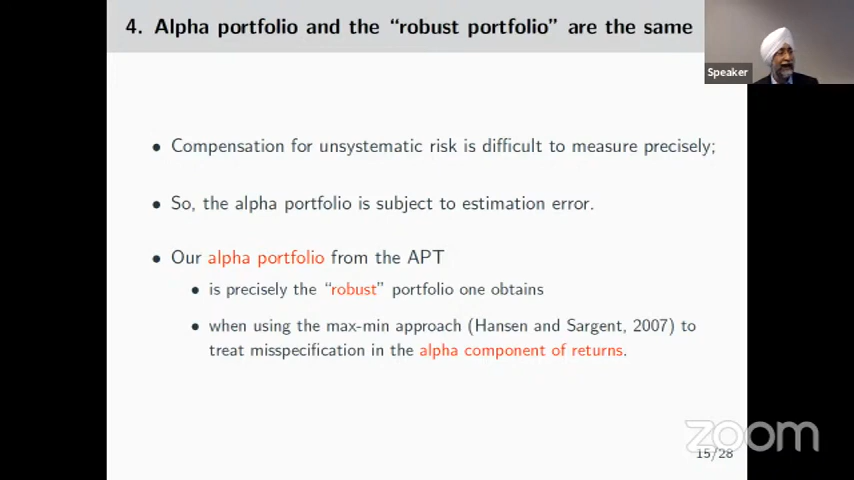 4. Alpha portfolio and the “robust portfolio” are the same
Speaker
• Compensation for unsystematic risk is difficult to measure precisely;
• So, the alpha portfolio is subject to estimation error.
• Our alpha portfolio from the APT
• is precisely the “robust” portfolio one obtains
• when using the max-min approach (Hansen and Sargent, 2007) to
treat misspecification in the alpha component of returns.
zoom
15/28